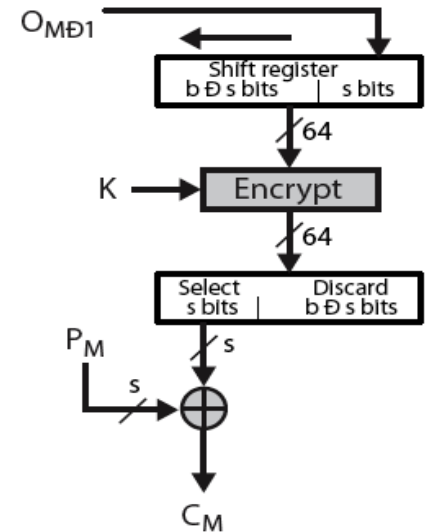 OMÐ1
Shift register
b Ð s bits | s bits
64
K
Encrypt
64
Select Discard
s bits | b Ð s bits
PM
s
s
CM